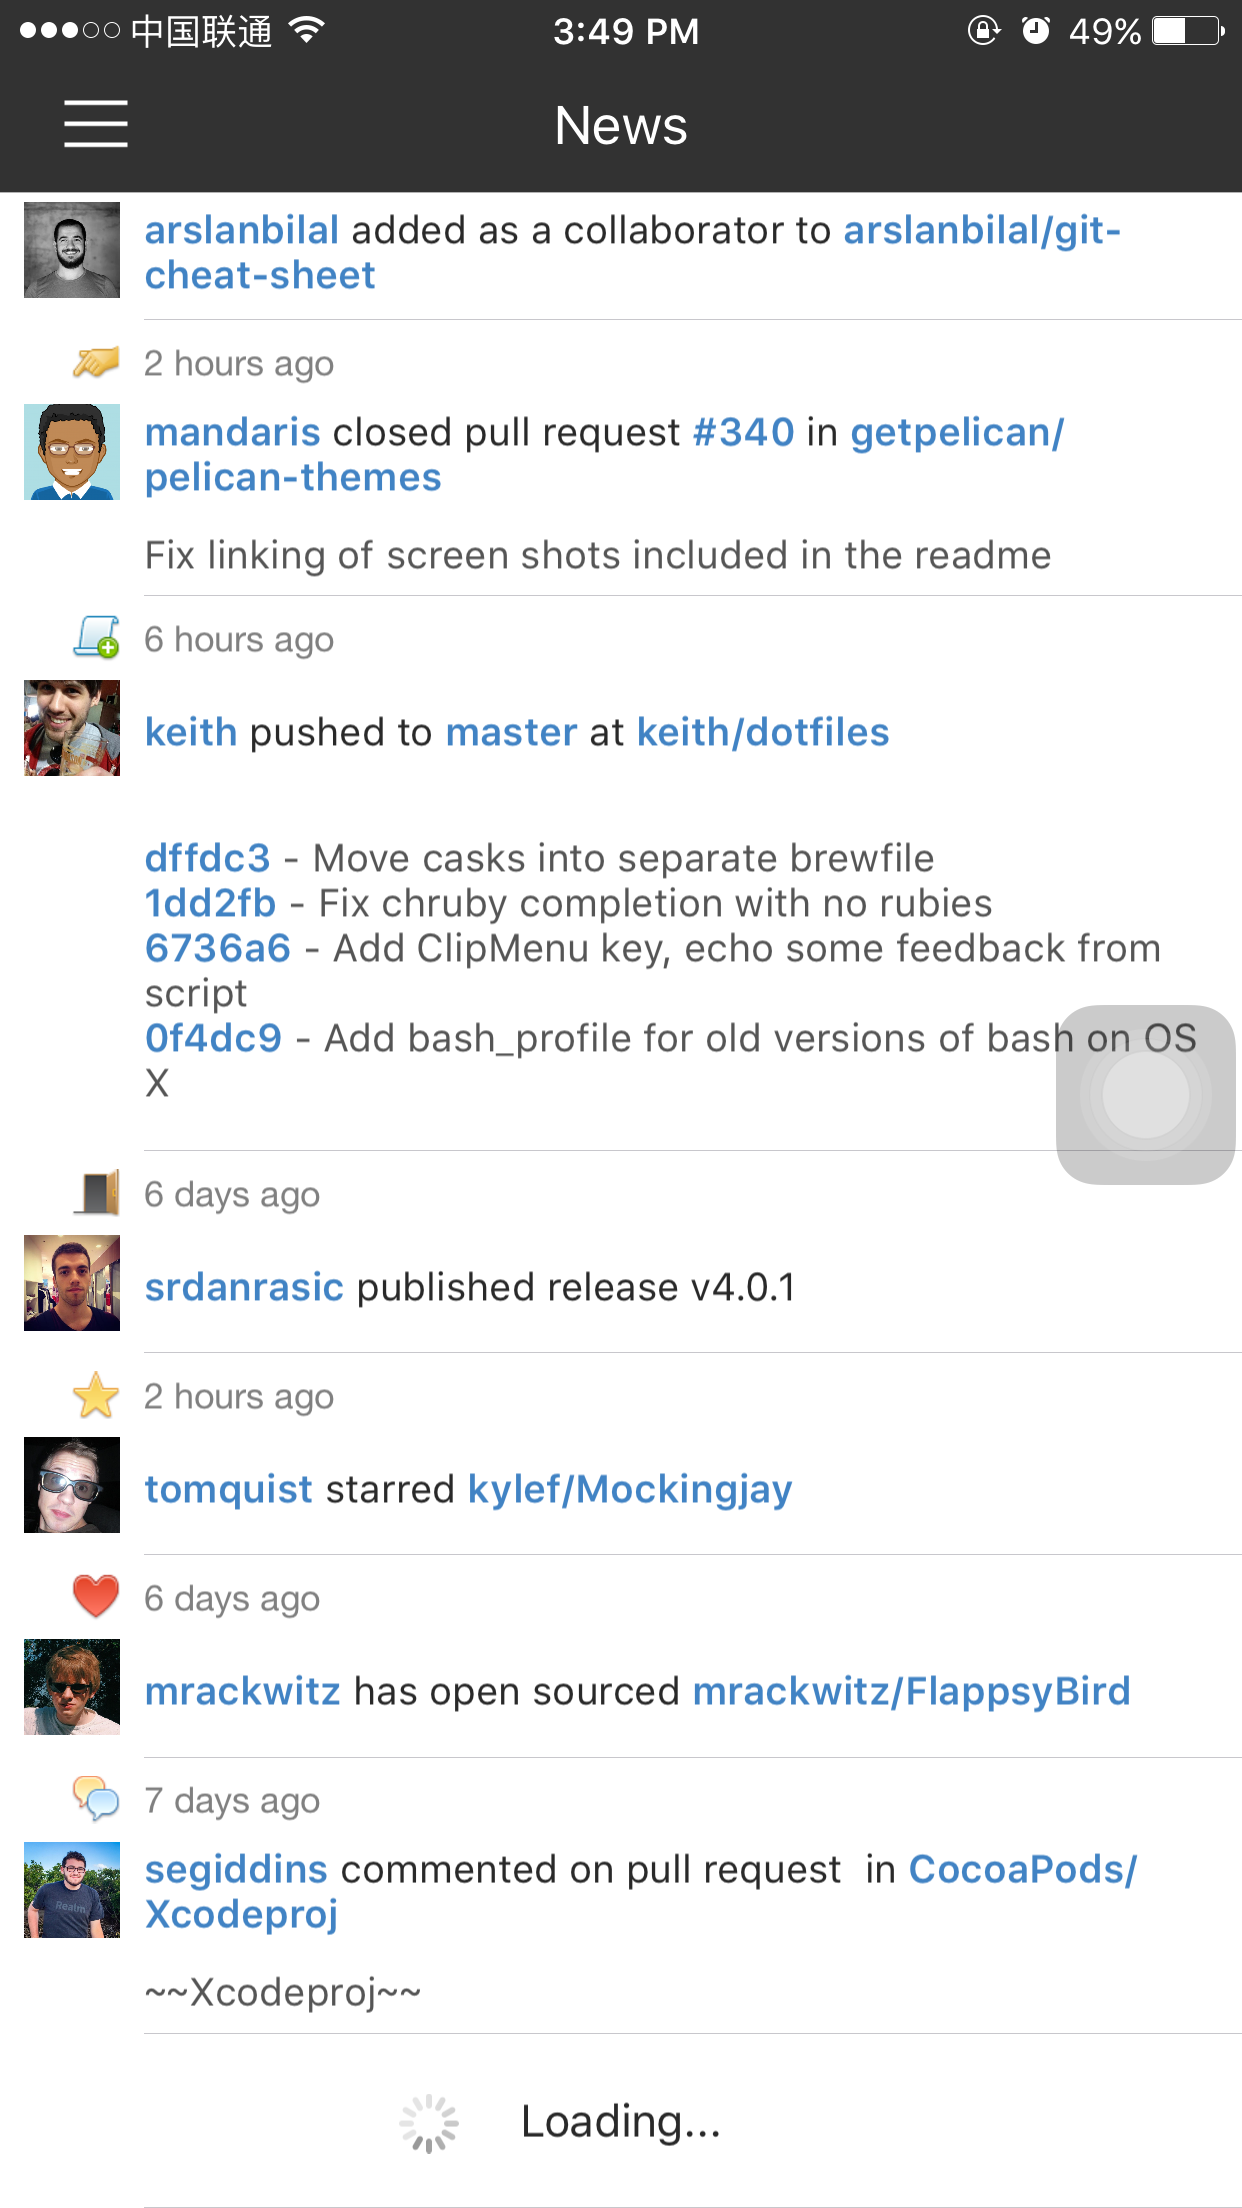 中国联通
3:49 PM
49%
News
arslanbilal added as a collaborator to arslanbilal/git-
cheat-sheet
2 hours ago
mandaris closed pull request #340 in getpelican/
pelican-themes
Fix linking of screen shots included in the readme
6 hours ago
keith pushed to master at keith/dotfiles
dffdc3 - Move casks into separate brewfile
1dd2fb - Fix chruby completion with no rubies
6736a6 - Add ClipMenu key, echo some feedback from
script
0f4dc9 - Add bash_profile for old versions of bash on OS
X
6 days ago
srdanrasic published release v4.0.1
2 hours ago
tomquist starred kylef/Mockingjay
6 days ago
mrackwitz has open sourced mrackwitz/FlappsyBird
7 days ago
segiddins commented on pull request  in CocoaPods/
Xcodeproj
Realm
~~Xcodeproj~~
Loading...